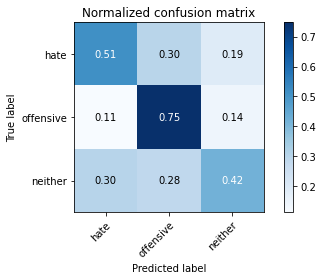 Normalized confusion matrix
True label
hate
offensive
neither
0.51 0.30 0.19
0.11 0.75 0.14
0.30 0.28 0.42
hate
offensive
neither
Predicted label
0.7
0.6
0.5
0.4
0.3
0.2